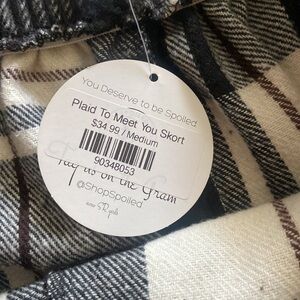 You Deserve to be Spoiled
Plaid To Meet You Skort
$34.99 / Medium
90348053
Tag us on the Gram
@ShopSpoiled